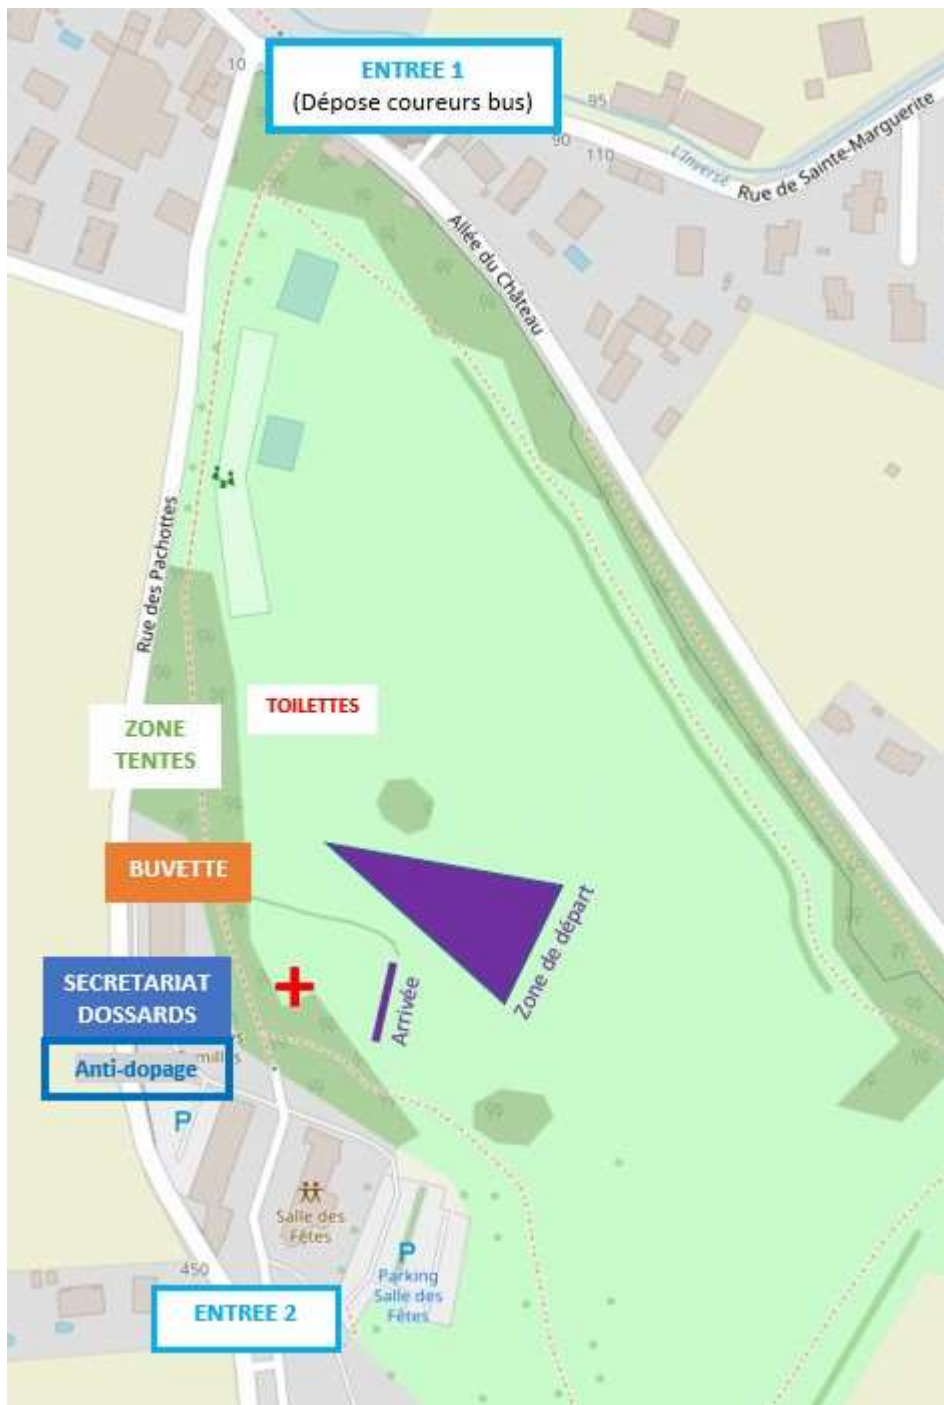 10
ENTREE 1
(Dépose coureurs bus)
95
90
110
L'Inverse
Rue de Sainte-Marguerite
Allée du Château
Rue des Pachottes
TOILETTES
ZONE
TENTES
BUVETTE
Zone de départ
SECRETARIAT
DOSSARDS
Arrivée
Anti-dopage
P
Salle des
Fêtes
P
Parking
Salle des
Fêtes
450
ENTREE 2